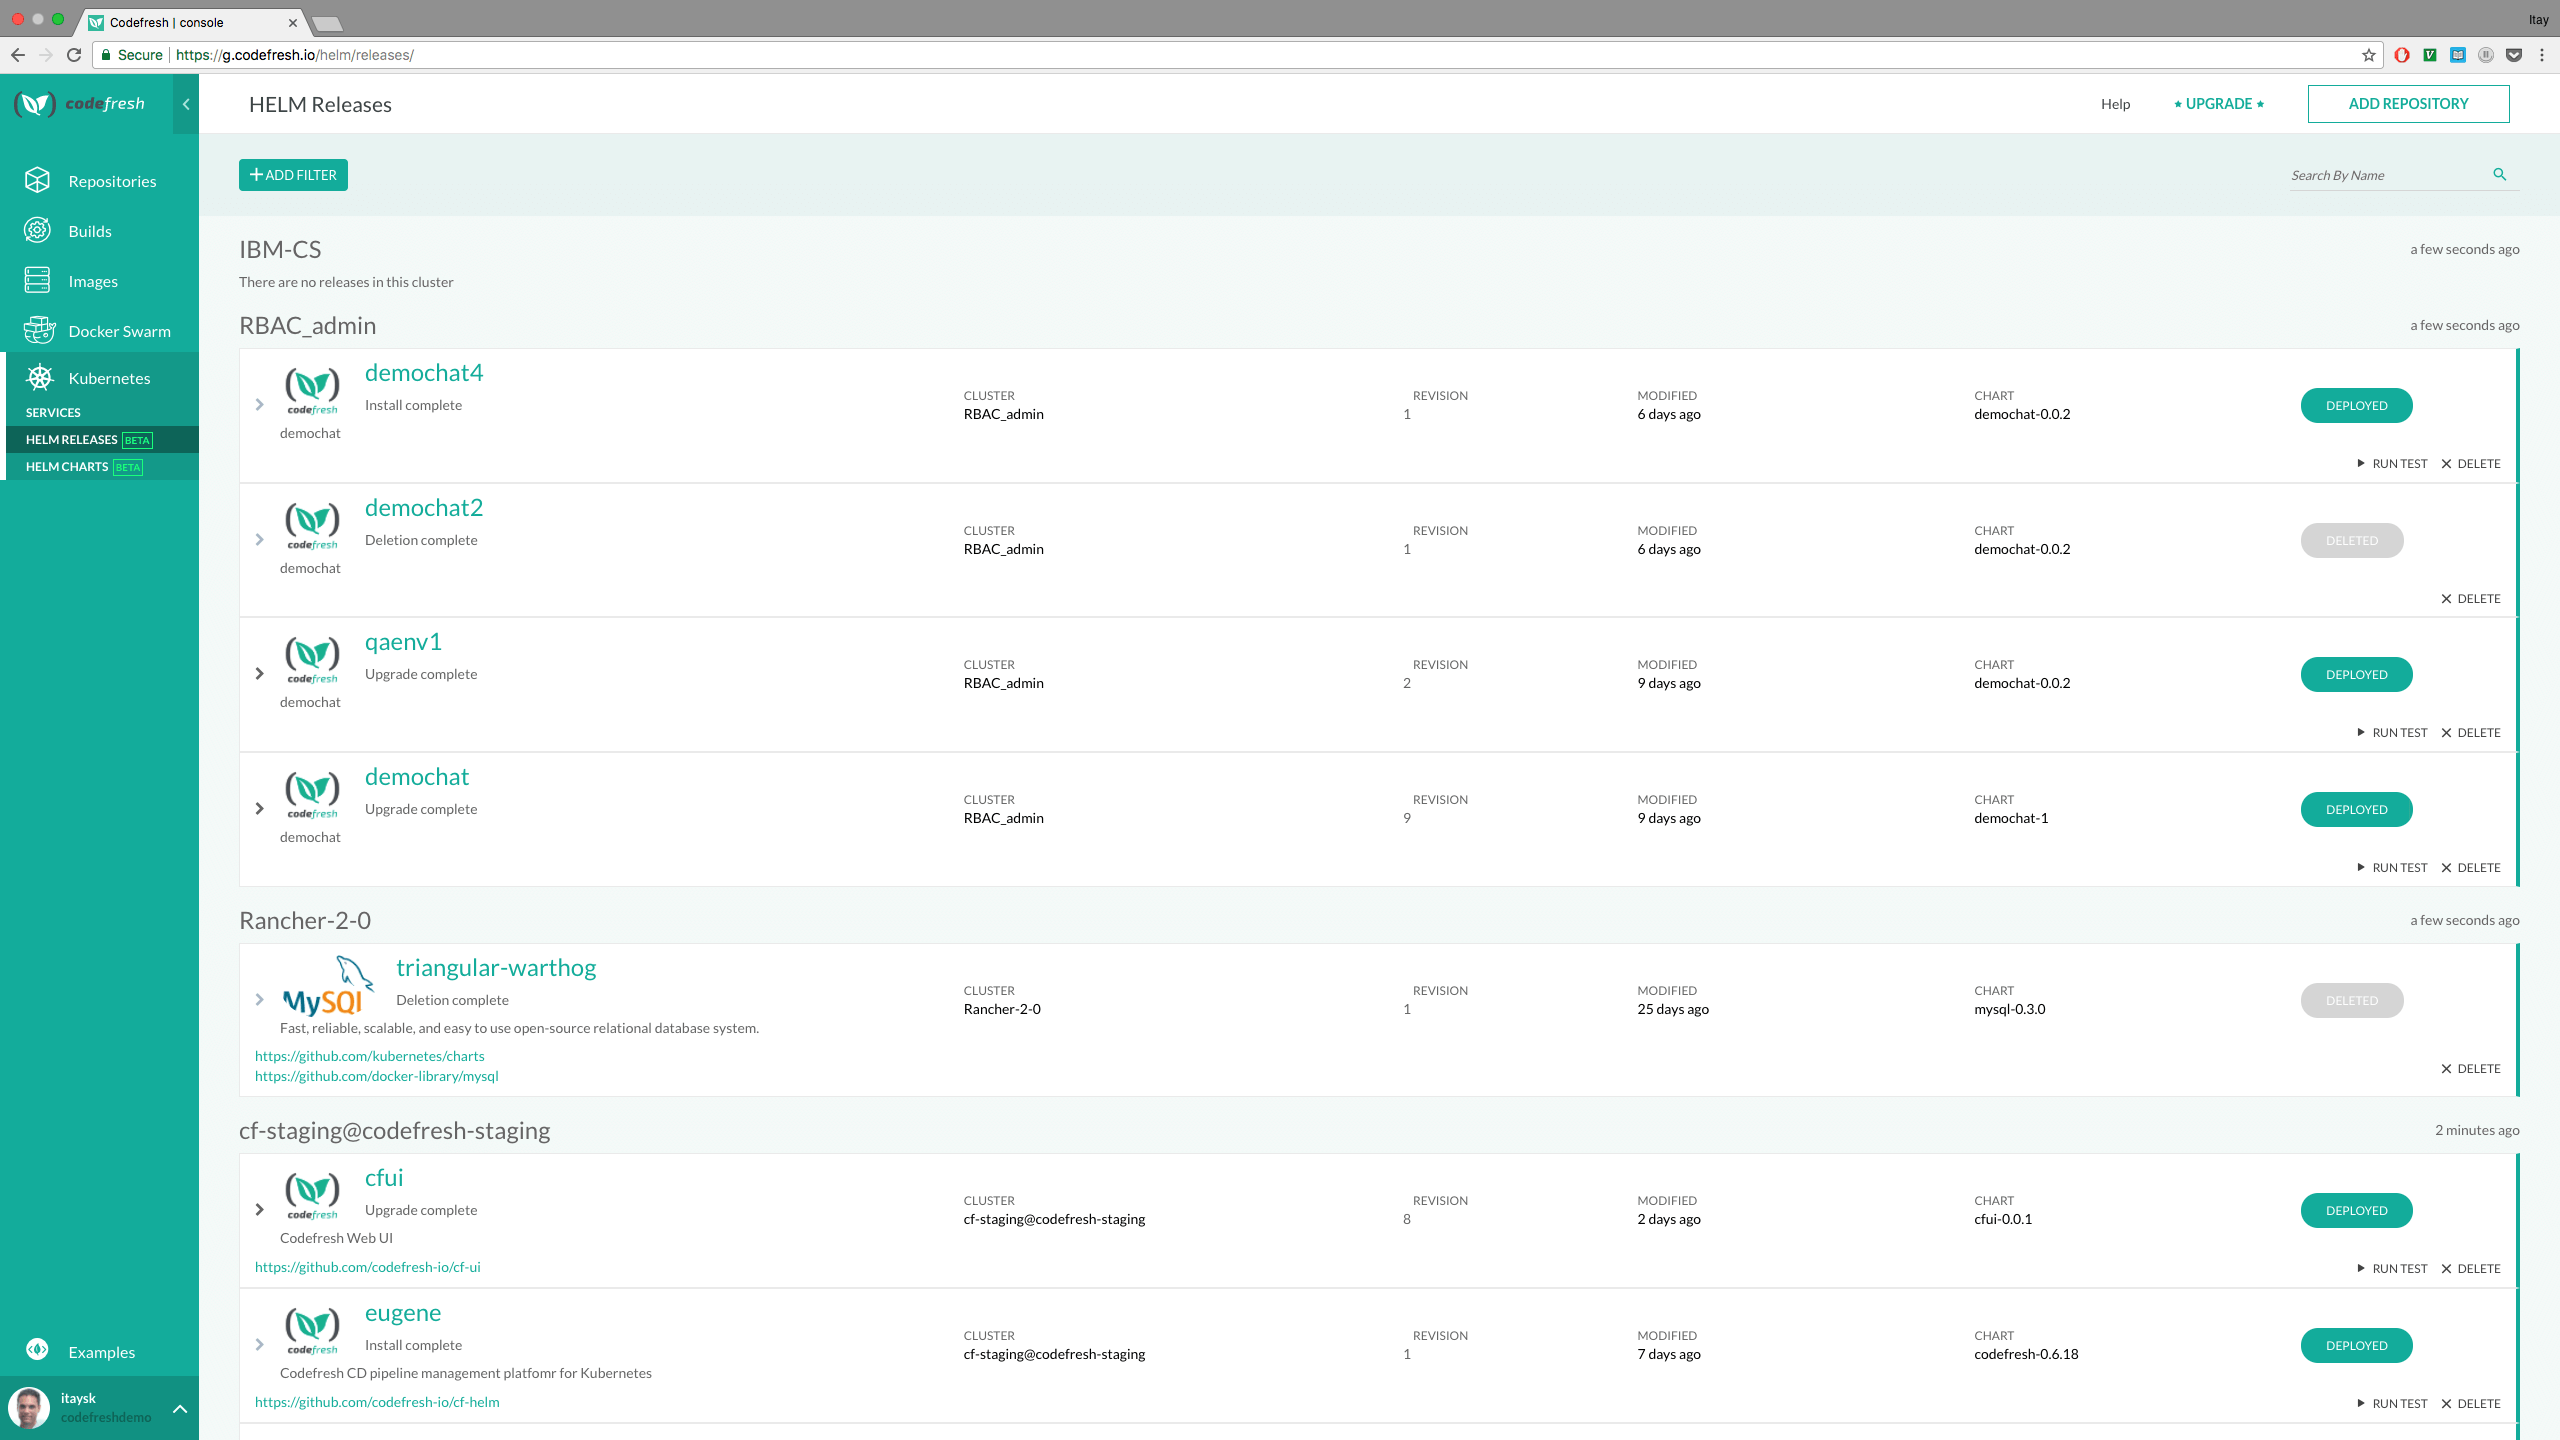 Codefresh | console
Itay
Secure https://g.codefresh.io/helm/releases/
codefresh
HELM Releases
Help
UPGRADE
ADD REPOSITORY
Repositories
Builds
Images
Docker Swarm
Kubernetes
SERVICES
HELM RELEASES BETA
HELM CHARTS BETA
Examples
itaysk
codefreshdemo
ADD FILTER
Search By Name
IBM-CS
a few seconds ago
There are no releases in this cluster
RBAC_admin
a few seconds ago
codefresh
demochat4
Install complete
demochat
CLUSTER
RBAC_admin
REVISION
1
MODIFIED
6 days ago
CHART
demochat-0.0.2
DEPLOYED
RUN TEST
DELETE
codefresh
demochat2
Deletion complete
demochat
CLUSTER
RBAC_admin
REVISION
1
MODIFIED
6 days ago
CHART
demochat-0.0.2
DELETED
DELETE
codefresh
qaenv1
Upgrade complete
demochat
CLUSTER
RBAC_admin
REVISION
2
MODIFIED
9 days ago
CHART
demochat-0.0.2
DEPLOYED
RUN TEST
DELETE
codefresh
demochat
Upgrade complete
demochat
CLUSTER
RBAC_admin
REVISION
9
MODIFIED
9 days ago
CHART
demochat-1
DEPLOYED
RUN TEST
DELETE
Rancher-2-0
a few seconds ago
MySQL
triangular-warthog
Deletion complete
Fast, reliable, scalable, and easy to use open-source relational database system.
https://github.com/kubernetes/charts
https://github.com/docker-library/mysql
CLUSTER
Rancher-2-0
REVISION
1
MODIFIED
25 days ago
CHART
mysql-0.3.0
DELETED
DELETE
cf-staging@codefresh-staging
2 minutes ago
codefresh
cfui
Upgrade complete
Codefresh Web UI
https://github.com/codefresh-io/cf-ui
CLUSTER
cf-staging@codefresh-staging
REVISION
8
MODIFIED
2 days ago
CHART
cfui-0.0.1
DEPLOYED
RUN TEST
DELETE
codefresh
eugene
Install complete
Codefresh CD pipeline management platfomr for Kubernetes
https://github.com/codefresh-io/cf-helm
CLUSTER
cf-staging@codefresh-staging
REVISION
1
MODIFIED
7 days ago
CHART
codefresh-0.6.18
DEPLOYED
RUN TEST
DELETE